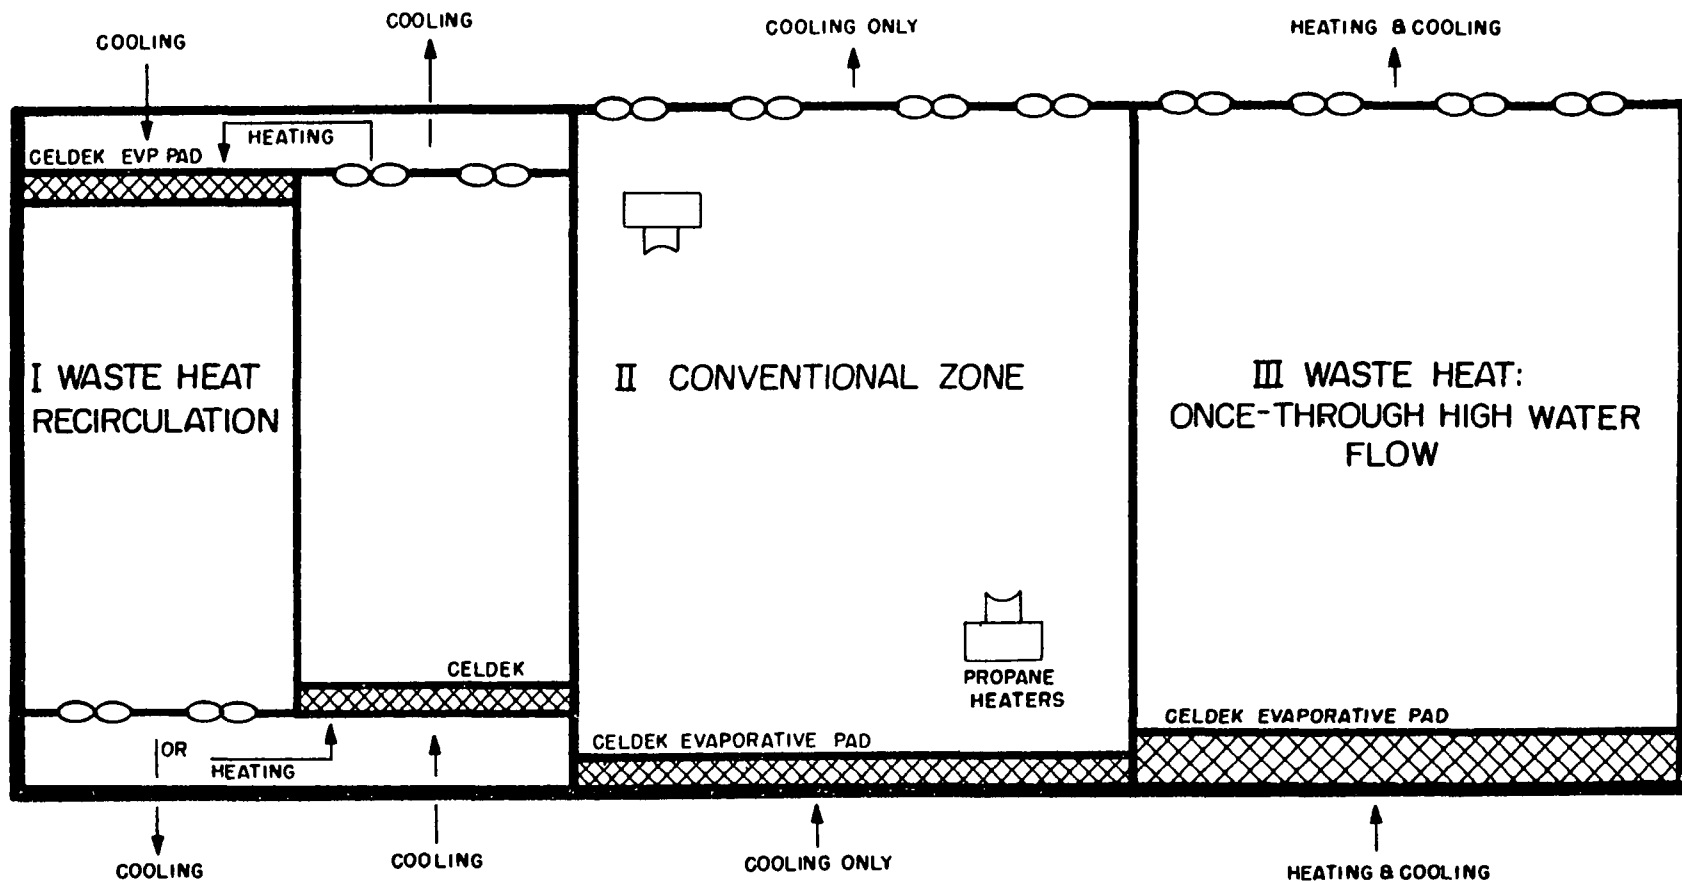 COOLING
COOLING
COOLING ONLY
HEATING & COOLING
HEATING
CELDEK EVP PAD
I WASTE HEAT
RECIRCULATION
II CONVENTIONAL ZONE
III WASTE HEAT:
ONCE-THROUGH HIGH WATER
FLOW
CELDEK
PROPANE
HEATERS
CELDEK EVAPORATIVE PAD
CELDEK EVAPORATIVE PAD
OR
HEATING
COOLING
COOLING
COOLING ONLY
HEATING & COOLING